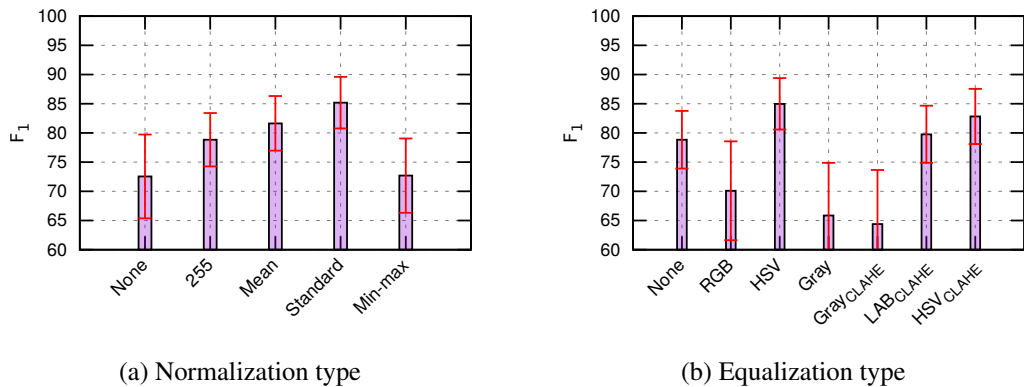 100
95
90
85
80
75
70
65
60
F1
None
255
Mean
Standard
Min-max
(a) Normalization type
100
95
90
85
80
75
70
65
60
F1
None
RGB
HSV
Gray
GrayCLAHE
LABCLAHE
HSVCLAHE
(b) Equalization type